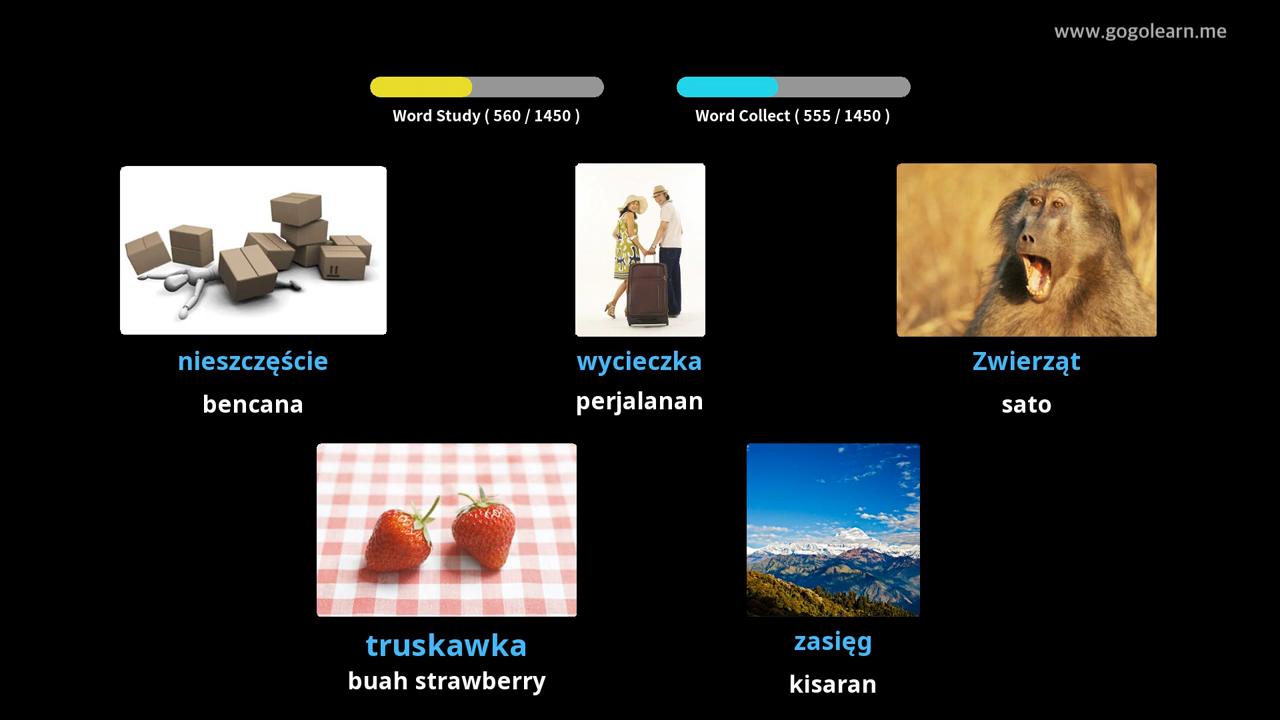 www.gogolearn.me
Word Study ( 560 / 1450 )
Word Collect ( 555 / 1450 )
nieszczęście
bencana
wycieczka
perjalanan
Zwierząt
sato
truskawka
buah strawberry
zasięg
kisaran